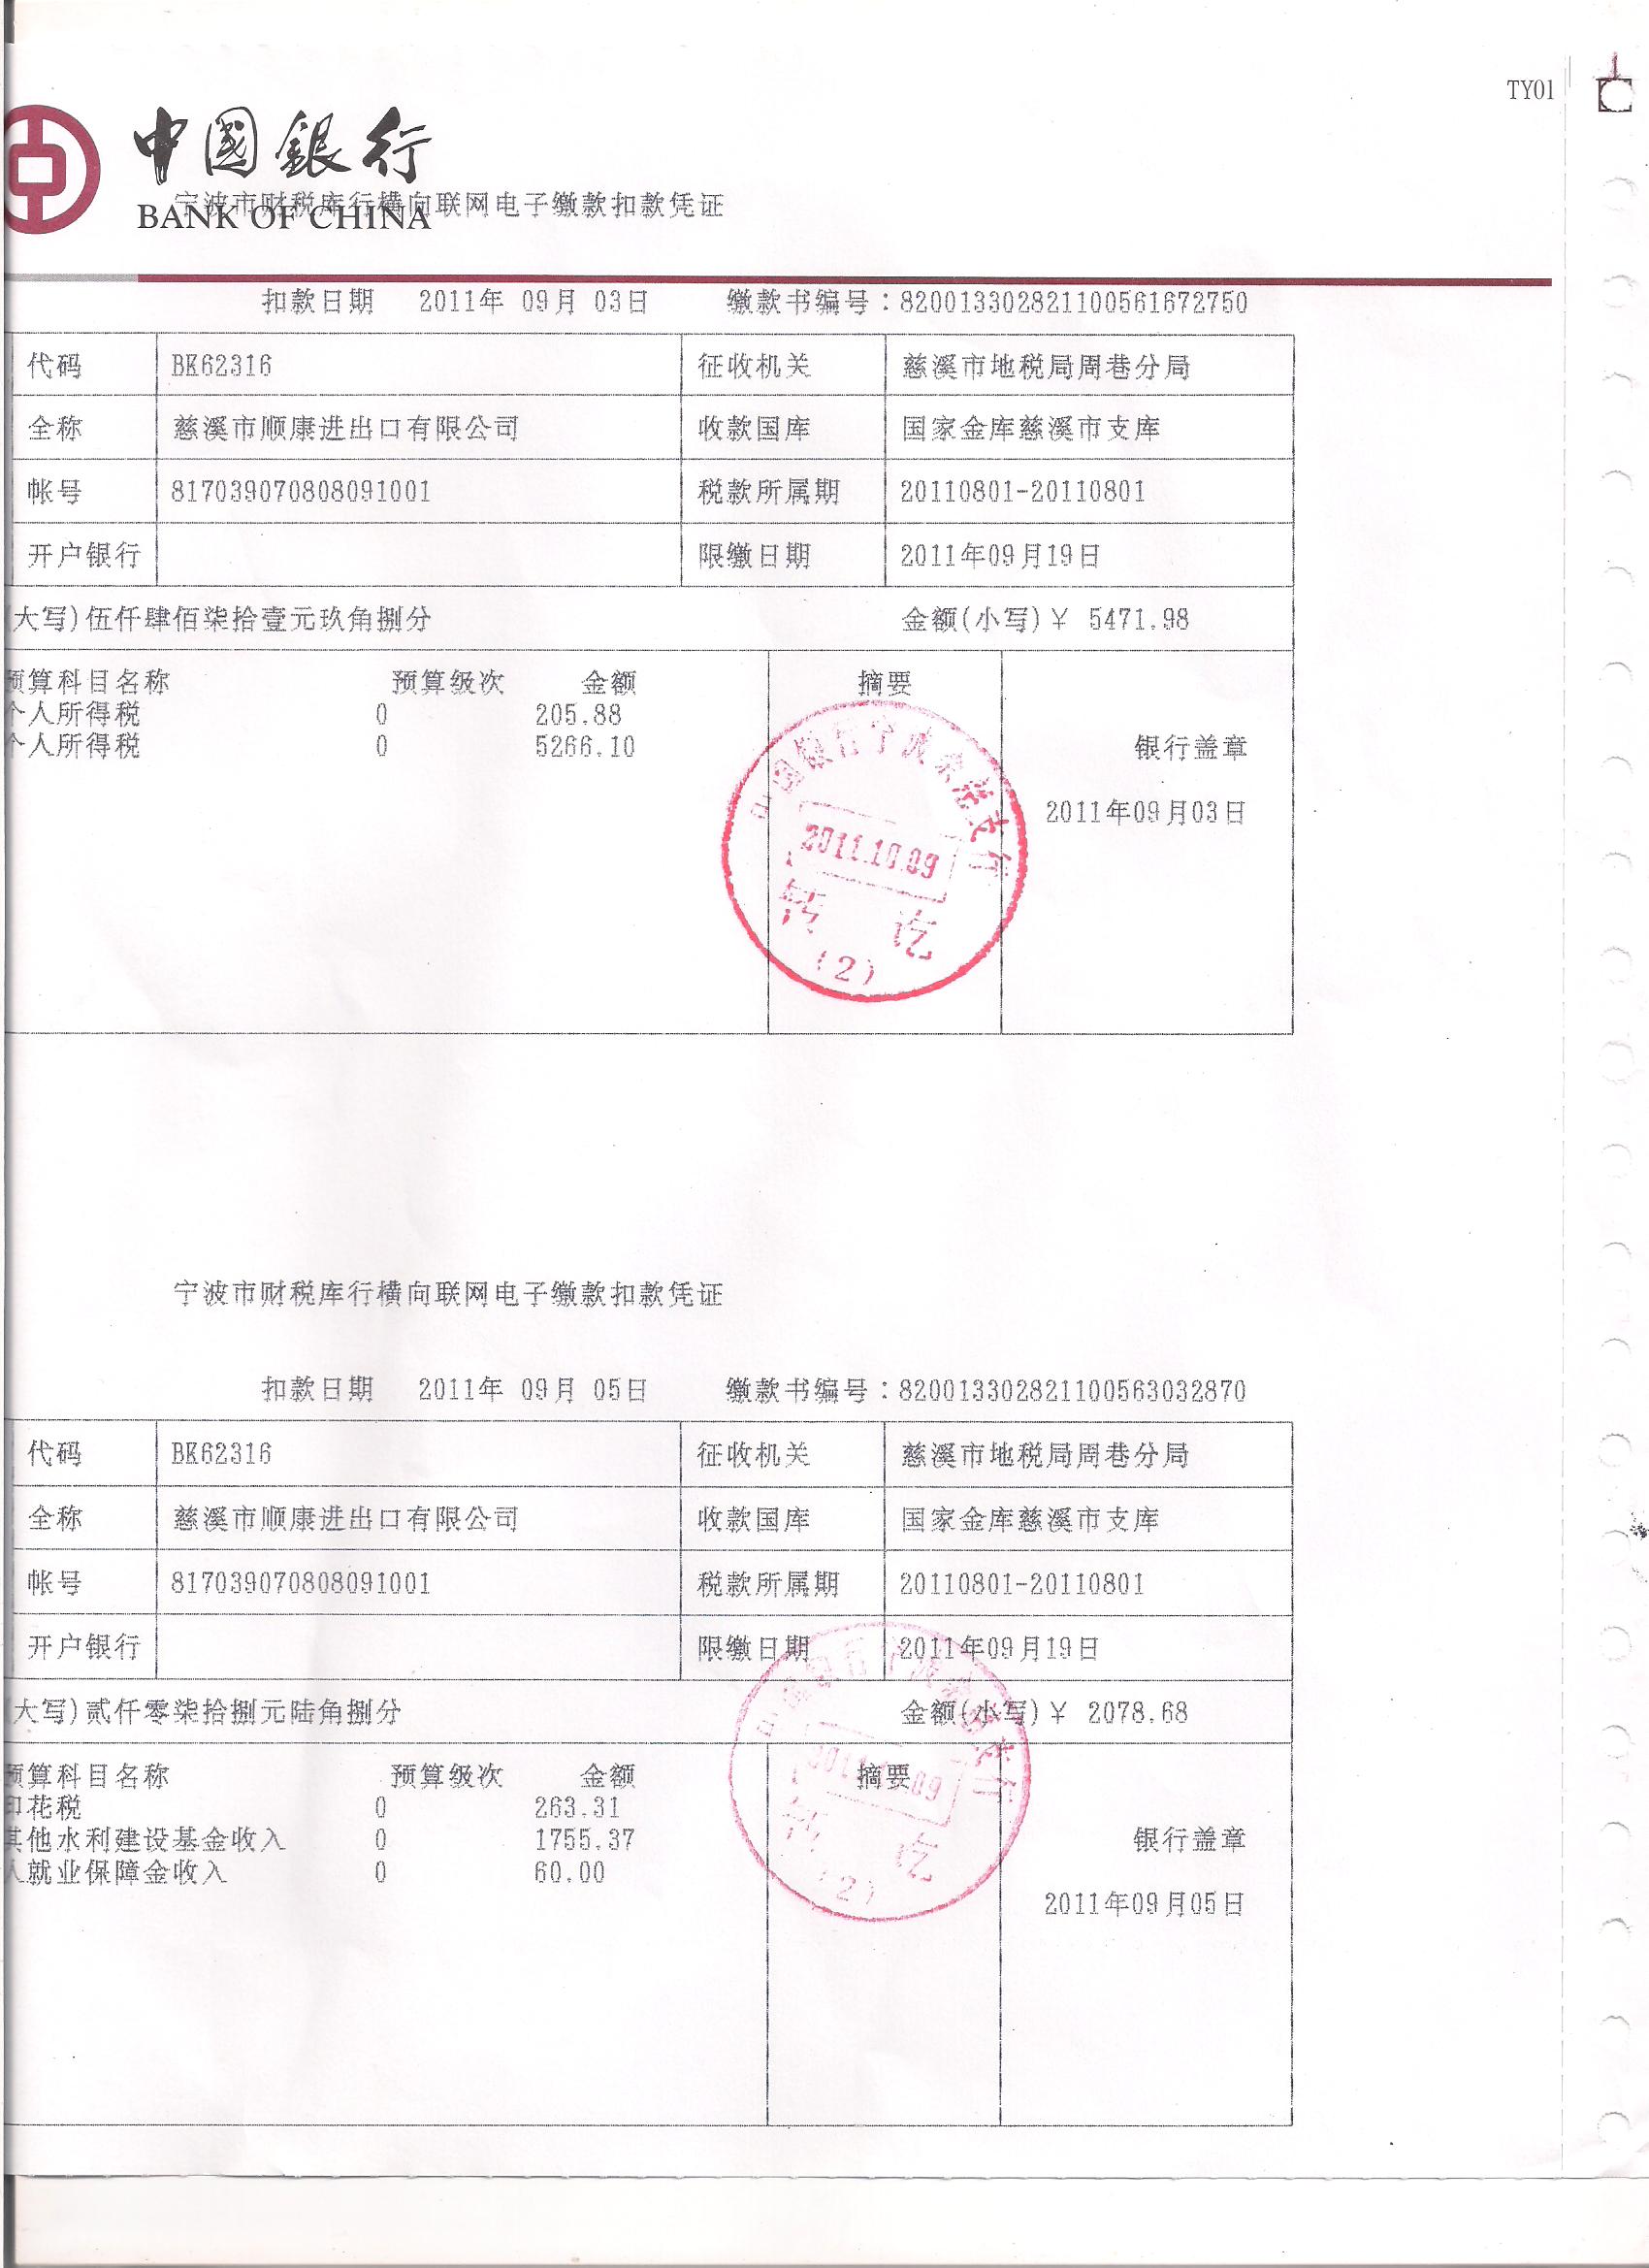 TY01
中國銀行
宁波市财税库行横向联网电子缴款扣款凭证
BANK OF CHINA
扣款日期 2011年 09月 03日 缴款书编号：820013302821100561672750
代码 BK62316 征收机关 慈溪市地税局周巷分局
全称 慈溪市顺康进出口有限公司 收款国库 国家金库慈溪市支库
帐号 817039070808091001 税款所属期 20110801-20110801
开户银行 限缴日期 2011年09月19日
(大写)伍仟肆佰柒拾壹元玖角捌分 金额(小写)￥ 5471.98
预算科目名称 预算级次 金额 摘要
个人所得税 0 205.88
个人所得税 0 5266.10 银行盖章
2011年09月03日
2011.10.09
(2)
宁波市财税库行横向联网电子缴款扣款凭证
扣款日期 2011年 09月 05日 缴款书编号：820013302821100563032870
代码 BK62316 征收机关 慈溪市地税局周巷分局
全称 慈溪市顺康进出口有限公司 收款国库 国家金库慈溪市支库
帐号 817039070808091001 税款所属期 20110801-20110801
开户银行 限缴日期 2011年09月19日
(大写)贰仟零柒拾捌元陆角捌分 金额(小写)￥ 2078.68
预算科目名称 预算级次 金额 摘要
印花税 0 263.31
其他水利建设基金收入 0 1755.37 银行盖章
人就业保障金收入 0 60.00
2011年09月05日
(2)